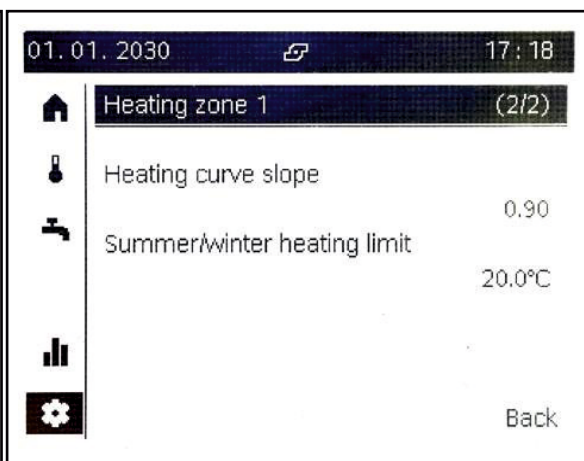 01.01.2030 17:18
Heating zone 1 (2/2)
Heating curve slope
0.90
Summer/winter heating limit
20.0°C
Back